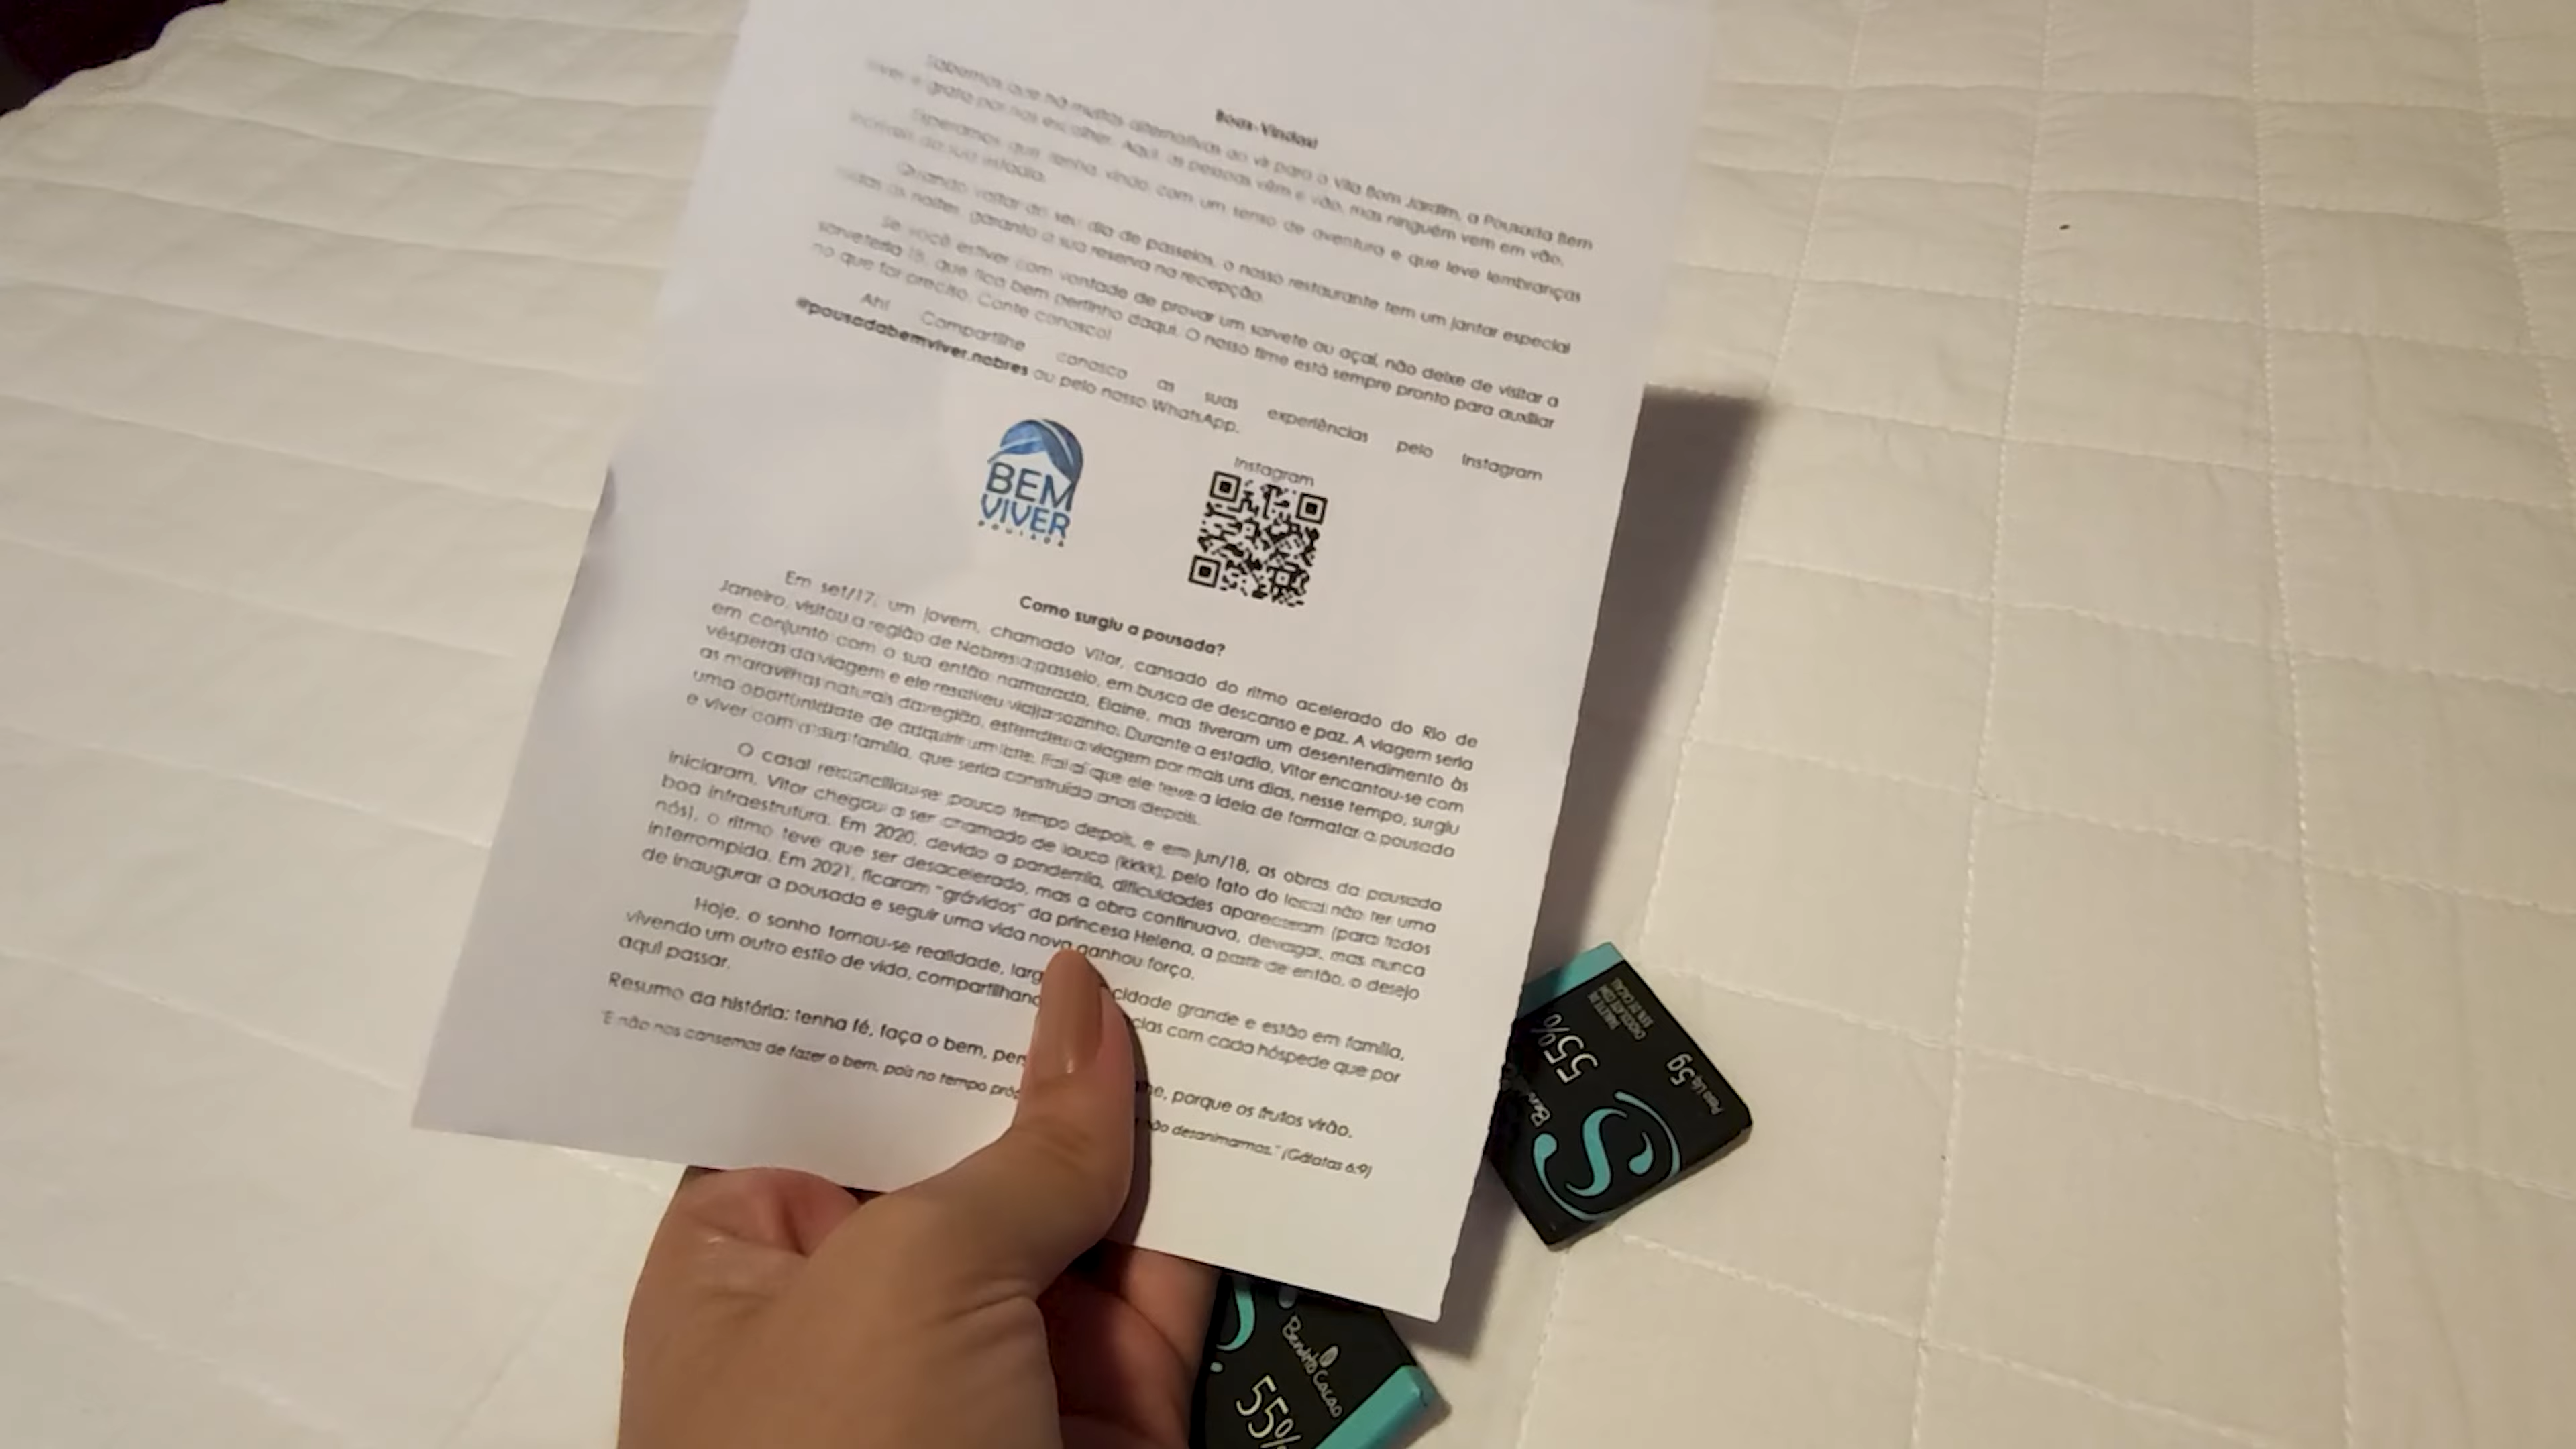 Boas-Vindas!
Sabemos que há muitas alternativas ao vir para a Vila Bom Jardim, a Pousada Bem
Viver é grata por nos escolher. Aqui, as pessoas vêm e vão, mas ninguém vem em vão.
Esperamos que tenha vindo com um senso de aventura e que leve lembranças
incríveis da sua estadia.
Quando voltar do seu dia de passeios, o nosso restaurante tem um jantar especial
todas as noites, garanta a sua reserva na recepção.
Se você estiver com vontade de provar um sorvete ou açaí, não deixe de visitar a
sorveteria 15, que fica bem pertinho daqui. O nosso time está sempre pronto para auxiliar
no que for preciso. Conte conosco!
Ah! Compartilhe conosco as suas experiências pelo Instagram
@pousadabemviver.nobres ou pelo nosso WhatsApp.
BEM
VIVER
POUSADA
Instagram
Como surgiu a pousada?
Em set/17, um jovem, chamado Vitor, cansado do ritmo acelerado do Rio de
Janeiro, visitou a região de Nobres a passeio, em busca de descanso e paz. A viagem seria
em conjunto com a sua então namorada, Elaine, mas tiveram um desentendimento às
vésperas da viagem e ele resolveu viajar sozinho. Durante a estadia, Vitor encantou-se com
as maravilhas naturais da região, estendeu a viagem por mais uns dias, nesse tempo, surgiu
uma oportunidade de adquirir um lote. Foi aí que ele teve a ideia de formatar a pousada
e viver com a sua família, que seria construída anos depois.
O casal reconciliou-se pouco tempo depois, e em jun/18, as obras da pousada
iniciaram. Vitor chegou a ser chamado de louco (kkkk), pelo fato do local não ter uma
boa infraestrutura. Em 2020, devido a pandemia, dificuldades apareceram (para todos
nós), o ritmo teve que ser desacelerado, mas a obra continuava, devagar, mas nunca
interrompida. Em 2021, ficaram "grávidos" da princesa Helena, a partir de então, o desejo
de inaugurar a pousada e seguir uma vida nova ganhou força.
Hoje, o sonho tornou-se realidade, cidade grande e estão em família,
vivendo um outro estilo de vida, com cada hóspede que por
aqui passar.
Resumo da história: tenha fé, faça o bem, porque os frutos virão.
"E não nos cansemos de fazer o bem, pois no tempo desanimarmos." (Gálatas 6:9)
55%
TABLETE DE
CHOCOLATE COM
55% DE CACAU
Peso Líq. 5g
S
Benvinto Cacao
55%